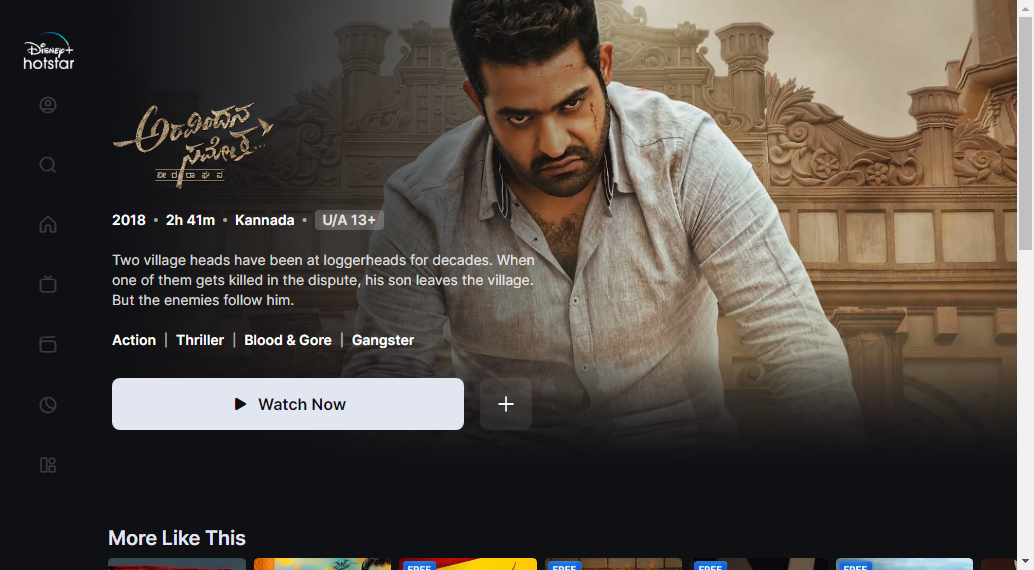 Disney+
hotstar
ಅರವಿಂದನ
ಸಮೇತ...
ವೀರ ರಾಘವ
2018 • 2h 41m • Kannada • U/A 13+
Two village heads have been at loggerheads for decades. When
one of them gets killed in the dispute, his son leaves the village.
But the enemies follow him.
Action | Thriller | Blood & Gore | Gangster
Watch Now
More Like This
FREE FREE FREE FREE